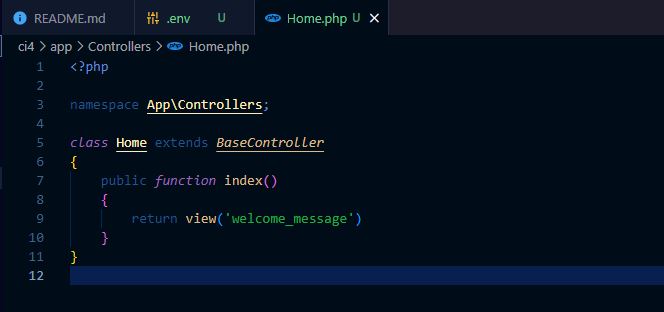 README.md .env U Home.php U
ci4 > app > Controllers > Home.php
1 <?php
2
3 namespace App\Controllers;
4
5 class Home extends BaseController
6 {
7 public function index()
8 {
9 return view('welcome_message')
10 }
11 }
12